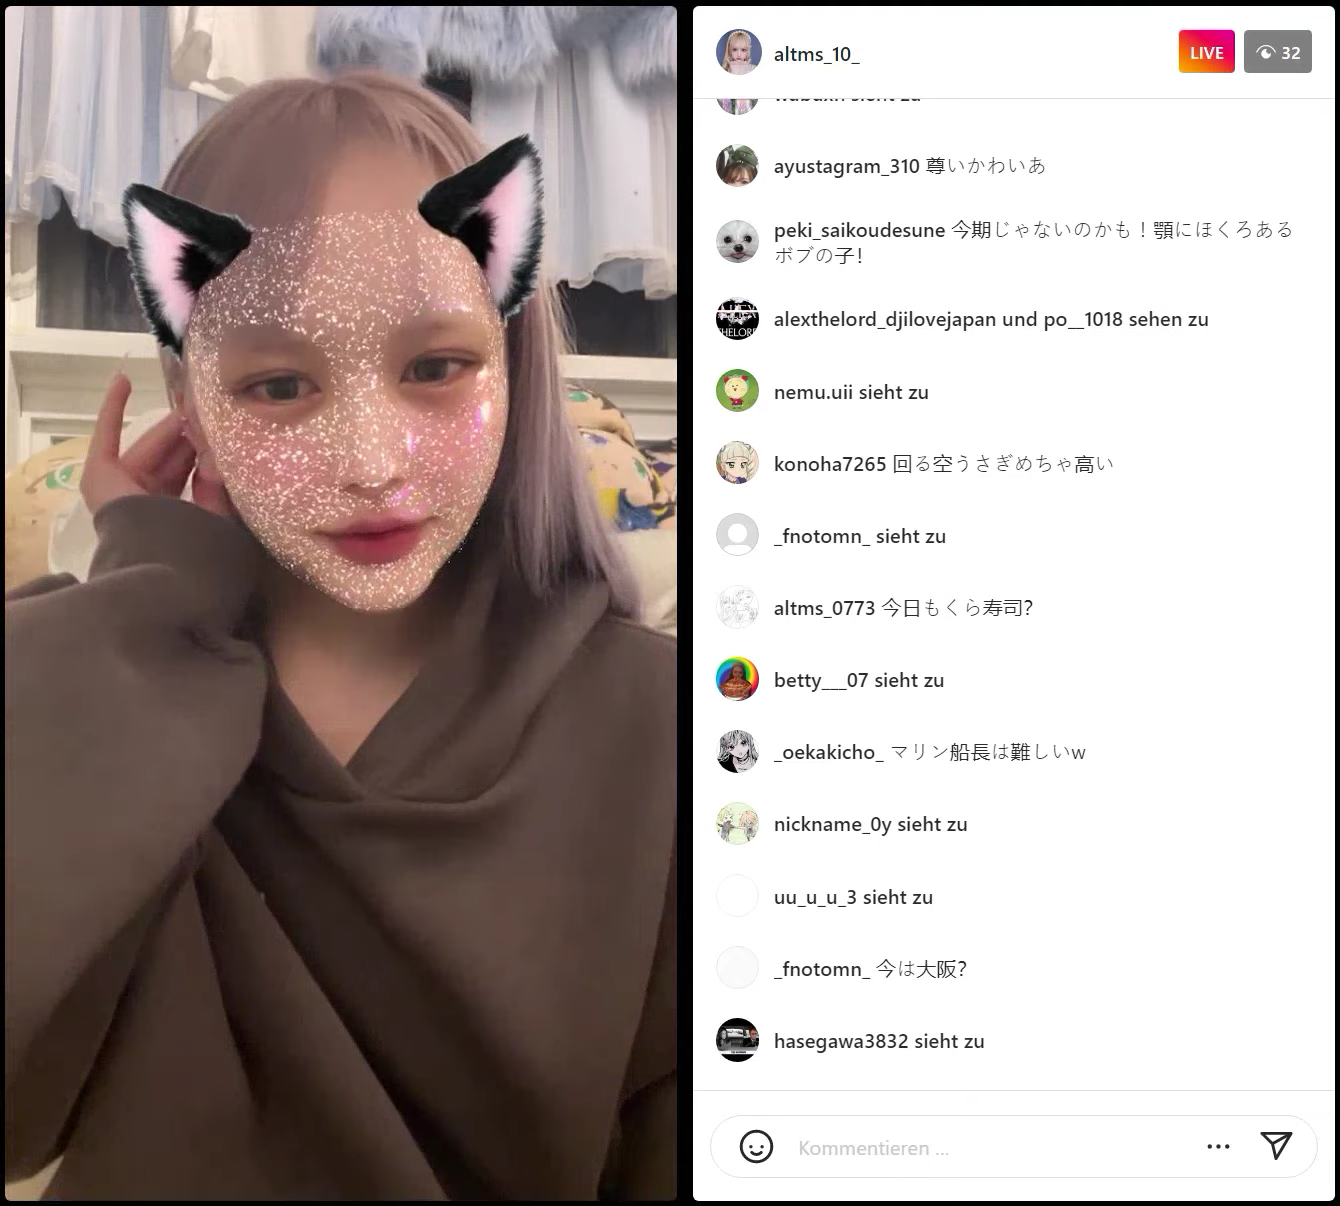 altms_10_
LIVE
32
ayustagram_310 尊いかわいあ
peki_saikoudesune 今期じゃないのかも！顎にほくろある
ボブの子！
alexthelord_djilovejapan und po__1018 sehen zu
nemu.uii sieht zu
konoha7265 回る空うさぎめちゃ高い
_fnotomn_ sieht zu
altms_0773 今日もくら寿司？
betty___07 sieht zu
_oekakicho_ マリン船長は難しいw
nickname_0y sieht zu
uu_u_u_3 sieht zu
_fnotomn_ 今は大阪？
hasegawa3832 sieht zu
Kommentieren ...